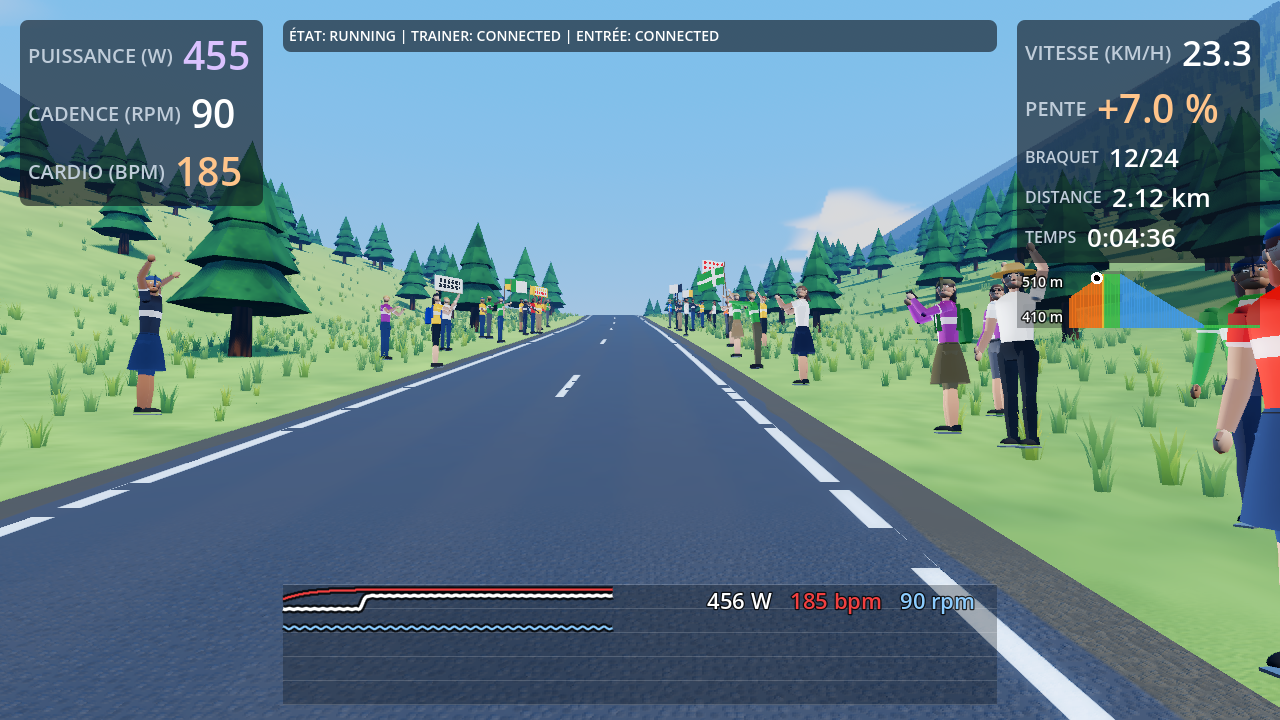 PUISSANCE (W) 455
CADENCE (RPM) 90
CARDIO (BPM) 185
ÉTAT: RUNNING | TRAINER: CONNECTED | ENTRÉE: CONNECTED
VITESSE (KM/H) 23.3
PENTE +7.0 %
BRAQUET 12/24
DISTANCE 2.12 km
TEMPS 0:04:36
510 m
410 m
456 W 185 bpm 90 rpm